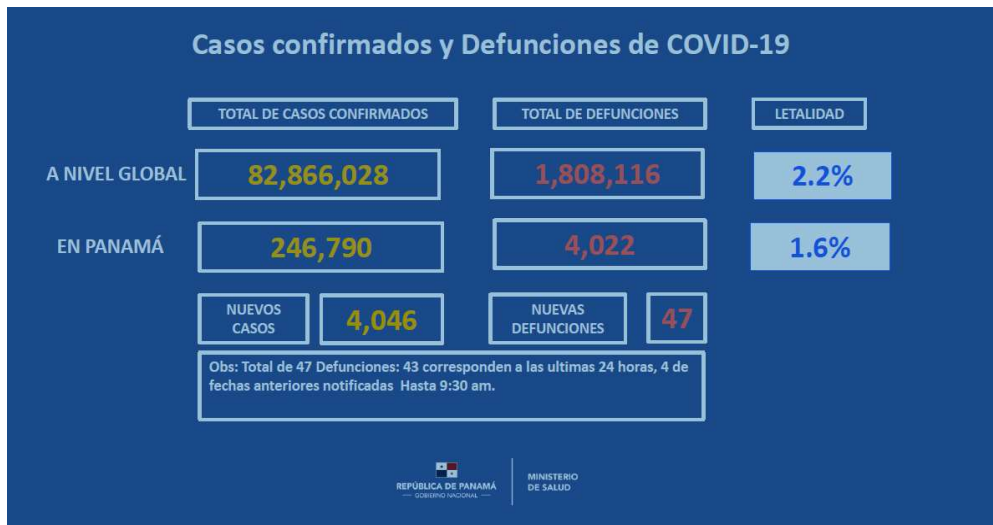 Casos confirmados y Defunciones de COVID-19
TOTAL DE CASOS CONFIRMADOS
TOTAL DE DEFUNCIONES
LETALIDAD
A NIVEL GLOBAL
82,866,028
1,808,116
2.2%
EN PANAMÁ
246,790
4,022
1.6%
NUEVOS
CASOS
4,046
NUEVAS
DEFUNCIONES
47
Obs: Total de 47 Defunciones: 43 corresponden a las ultimas 24 horas, 4 de
fechas anteriores notificadas Hasta 9:30 am.
REPÚBLICA DE PANAMÁ
— GOBIERNO NACIONAL —
MINISTERIO
DE SALUD